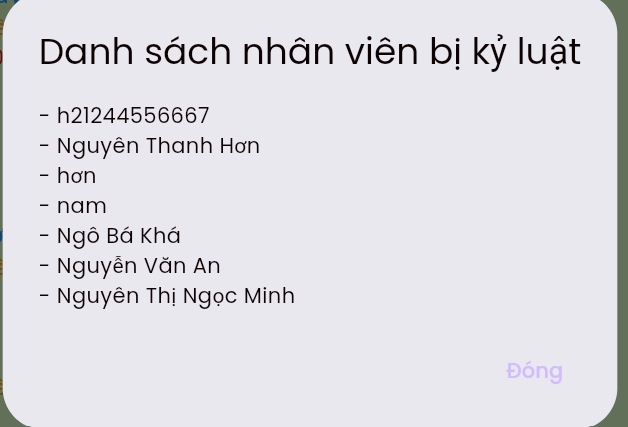 Danh sách nhân viên bị kỷ luật
- h21244556667
- Nguyên Thanh Hơn
- hơn
- nam
- Ngô Bá Khá
- Nguyễn Văn An
- Nguyên Thị Ngọc Minh
Đóng